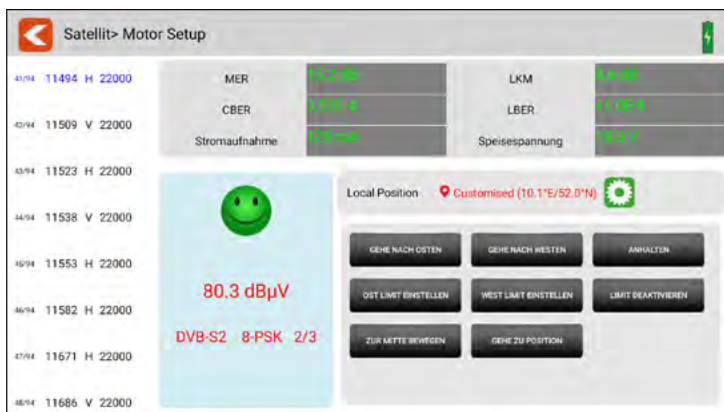 Satellit> Motor Setup
41/94 11494 H 22000
42/94 11509 V 22000
43/94 11523 H 22000
44/94 11538 V 22000
45/94 11553 H 22000
46/94 11582 H 22000
47/94 11671 H 22000
48/94 11686 V 22000
MER
LKM
CBER
LBER
Stromaufnahme
Speisespannung
Local Position Customised (10.1°E/52.0°N)
80.3 dBμV
DVB-S2 8-PSK 2/3
GEHE NACH OSTEN GEHE NACH WESTEN ANHALTEN
OST LIMIT EINSTELLEN WEST LIMIT EINSTELLEN LIMIT DEAKTIVIEREN
ZUR MITTE BEWEGEN GEHE ZU POSITION